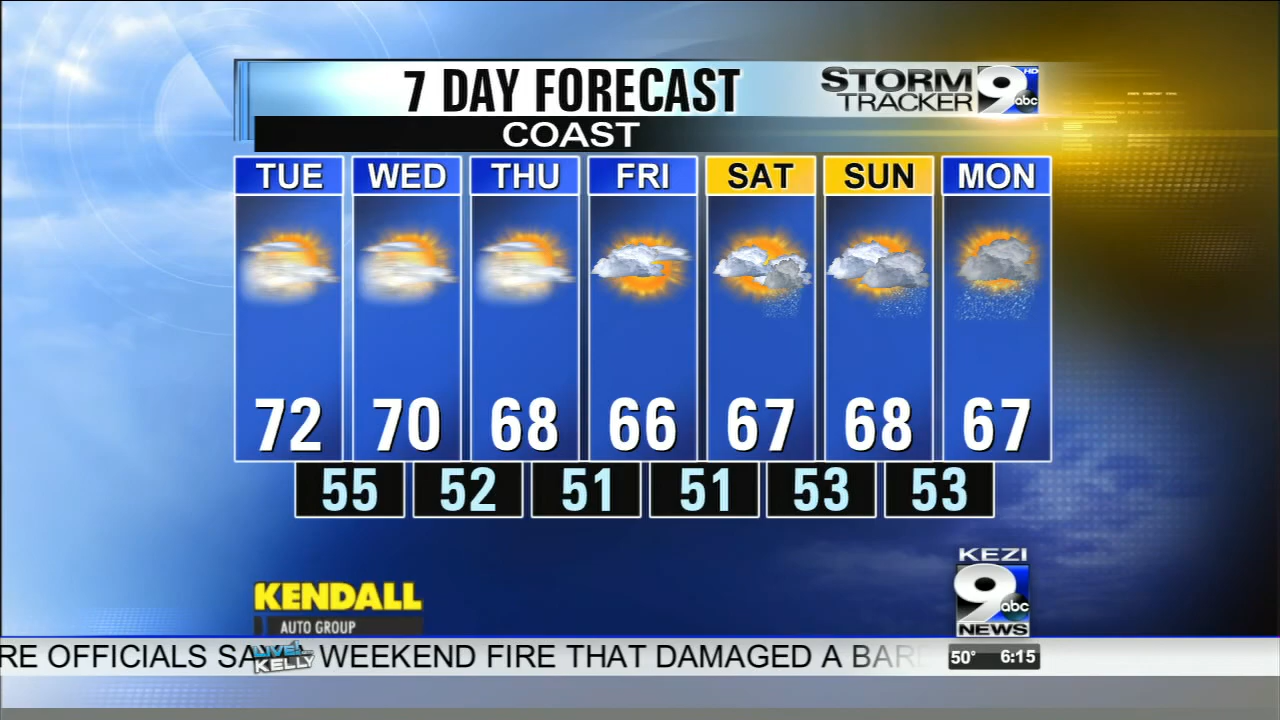 7 DAY FORECAST
STORM
TRACKER
9
HD
abc
COAST
TUE WED THU FRI SAT SUN MON
72 70 68 66 67 68 67
55 52 51 51 53 53
KENDALL
AUTO GROUP
KEZI
9
abc
NEWS
RE OFFICIALS SA WEEKEND FIRE THAT DAMAGED A BAR
LIVE!
KELLY
50° 6:15